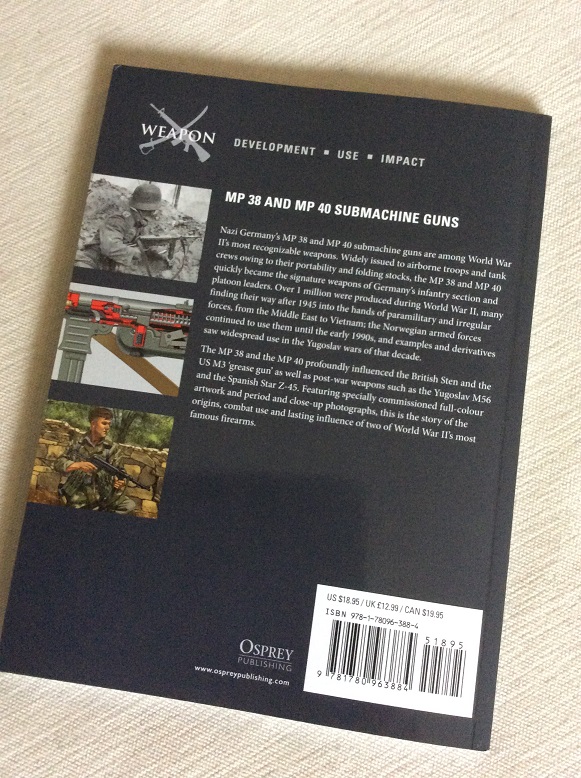 WEAPON
DEVELOPMENT ▪ USE ▪ IMPACT
MP 38 AND MP 40 SUBMACHINE GUNS
Nazi Germany's MP 38 and MP 40 submachine guns are among World War
II's most recognizable weapons. Widely issued to airborne troops and tank
crews owing to their portability and folding stocks, the MP 38 and MP 40
quickly became the signature weapons of Germany's infantry section and
platoon leaders. Over 1 million were produced during World War II, many
finding their way after 1945 into the hands of paramilitary and irregular
forces, from the Middle East to Vietnam; the Norwegian armed forces
continued to use them until the early 1990s, and examples and derivatives
saw widespread use in the Yugoslav wars of that decade.
The MP 38 and the MP 40 profoundly influenced the British Sten and the
US M3 'grease gun' as well as post-war weapons such as the Yugoslav M56
and the Spanish Star Z-45. Featuring specially commissioned full-colour
artwork and period and close-up photographs, this is the story of the
origins, combat use and lasting influence of two of World War II's most
famous firearms.
US $18.95 / UK £12.99 / CAN $19.95
ISBN 978-1-78096-388-4
51895
9 781780 963884
OSPREY
PUBLISHING
www.ospreypublishing.com